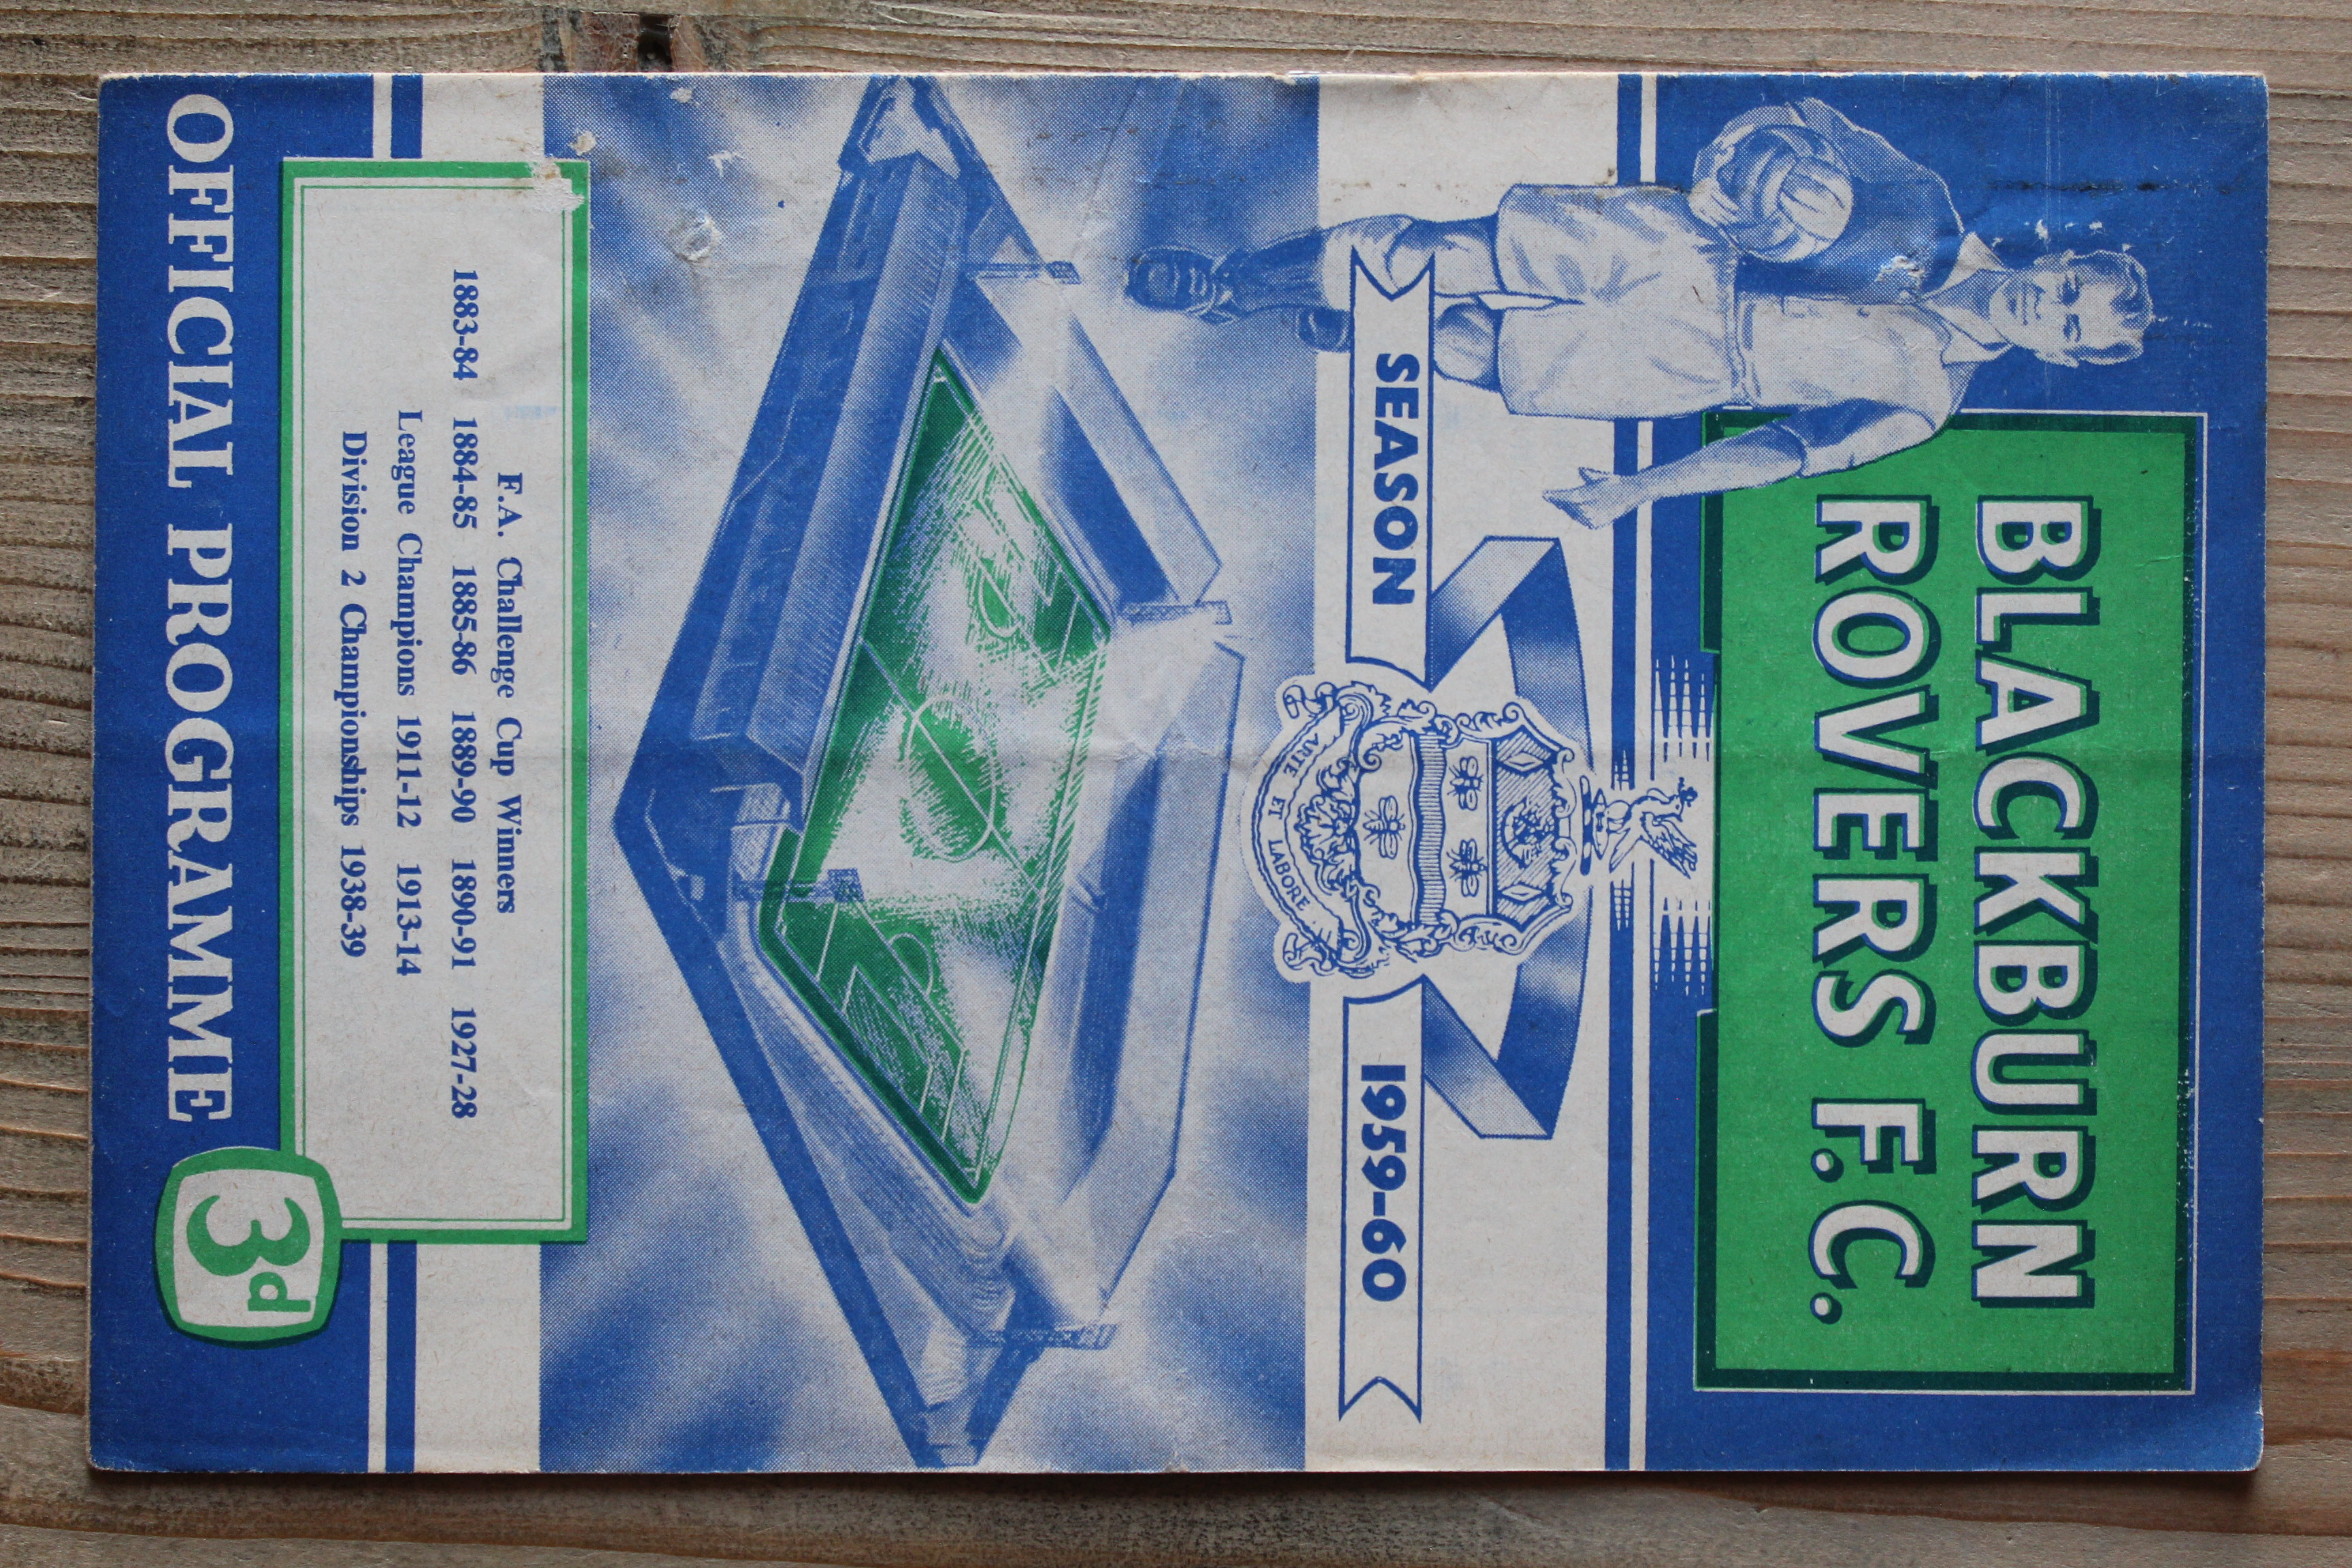 BLACKBURN
ROVERS F.C.
SEASON 1959-60
ARTE ET LABORE
F.A. Challenge Cup Winners
1883-84 1884-85 1885-86 1889-90 1890-91 1927-28
League Champions 1911-12 1913-14
Division 2 Championships 1938-39
OFFICIAL PROGRAMME
3d